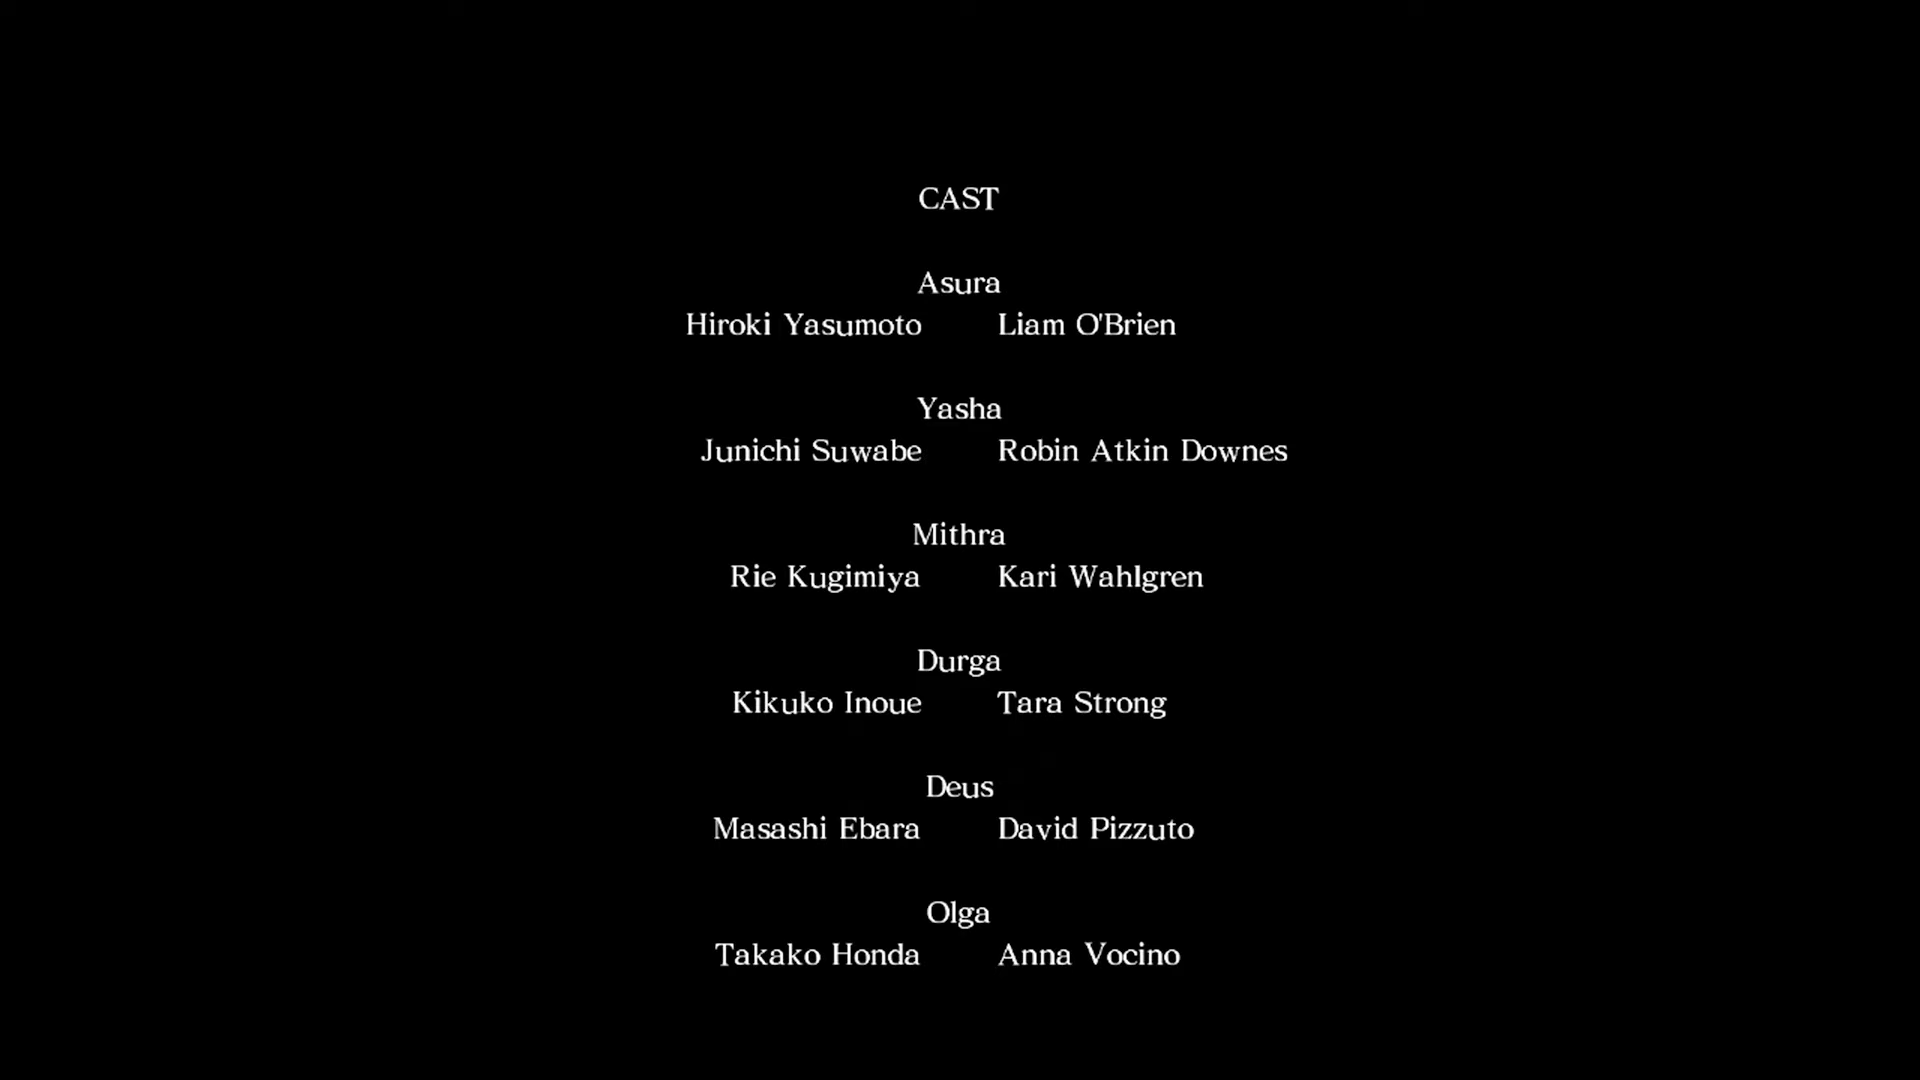 CAST
Asura
Hiroki Yasumoto Liam O'Brien
Yasha
Junichi Suwabe Robin Atkin Downes
Mithra
Rie Kugimiya Kari Wahlgren
Durga
Kikuko Inoue Tara Strong
Deus
Masashi Ebara David Pizzuto
Olga
Takako Honda Anna Vocino